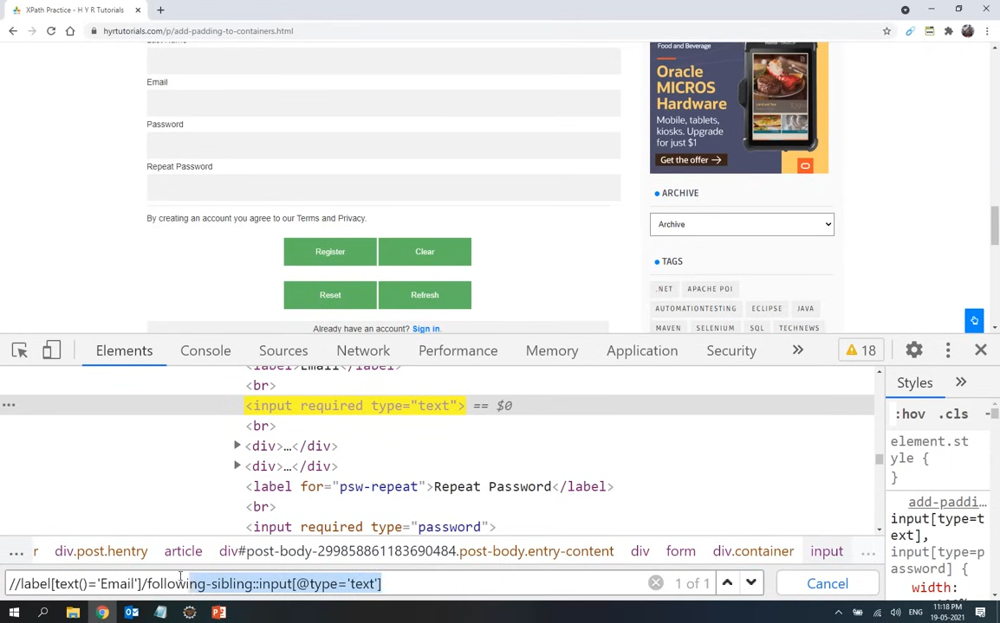 XPath Practice - H Y R Tutorials
hyrtutorials.com/p/add-padding-to-containers.html
Last Name
Email
Password
Repeat Password
By creating an account you agree to our Terms and Privacy.
Register
Clear
Reset
Refresh
Already have an account? Sign in.
Food and Beverage
Oracle
MICROS
Hardware
Mobile, tablets,
kiosks. Upgrade
for just $1
Get the offer →
ARCHIVE
Archive
TAGS
.NET APACHE POI
AUTOMATIONTESTING ECLIPSE JAVA
MAVEN SELENIUM SQL TECHNEWS
Elements Console Sources Network Performance Memory Application Security » 18
<label>Email</label>
<br>
<input required type="text"> == $0
<br>
<div>…</div>
<div>…</div>
<label for="psw-repeat">Repeat Password</label>
<br>
<input required type="password">
Styles »
:hov .cls
element.st
yle {
}
add-paddi…
input[type=t
ext],
input[type=p
assword] {
width:
… r div.post.hentry article div#post-body-299858861183690484.post-body.entry-content div form div.container input …
//label[text()='Email']/following-sibling::input[@type='text']
1 of 1
Cancel
ENG
11:18 PM
19-05-2021